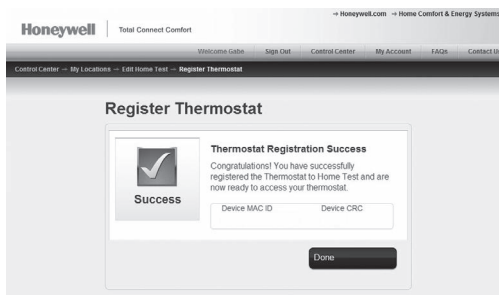 → Honeywell.com → Home Comfort & Energy Systems
Honeywell Total Connect Comfort
Welcome Gabe Sign Out Control Center My Account FAQs Contact U
Control Center → My Locations → Edit Home Test → Register Thermostat
Register Thermostat
Thermostat Registration Success
Congratulations! You have successfully
registered the Thermostat to Home Test and are
now ready to access your thermostat.
Success
Device MAC ID Device CRC
Done